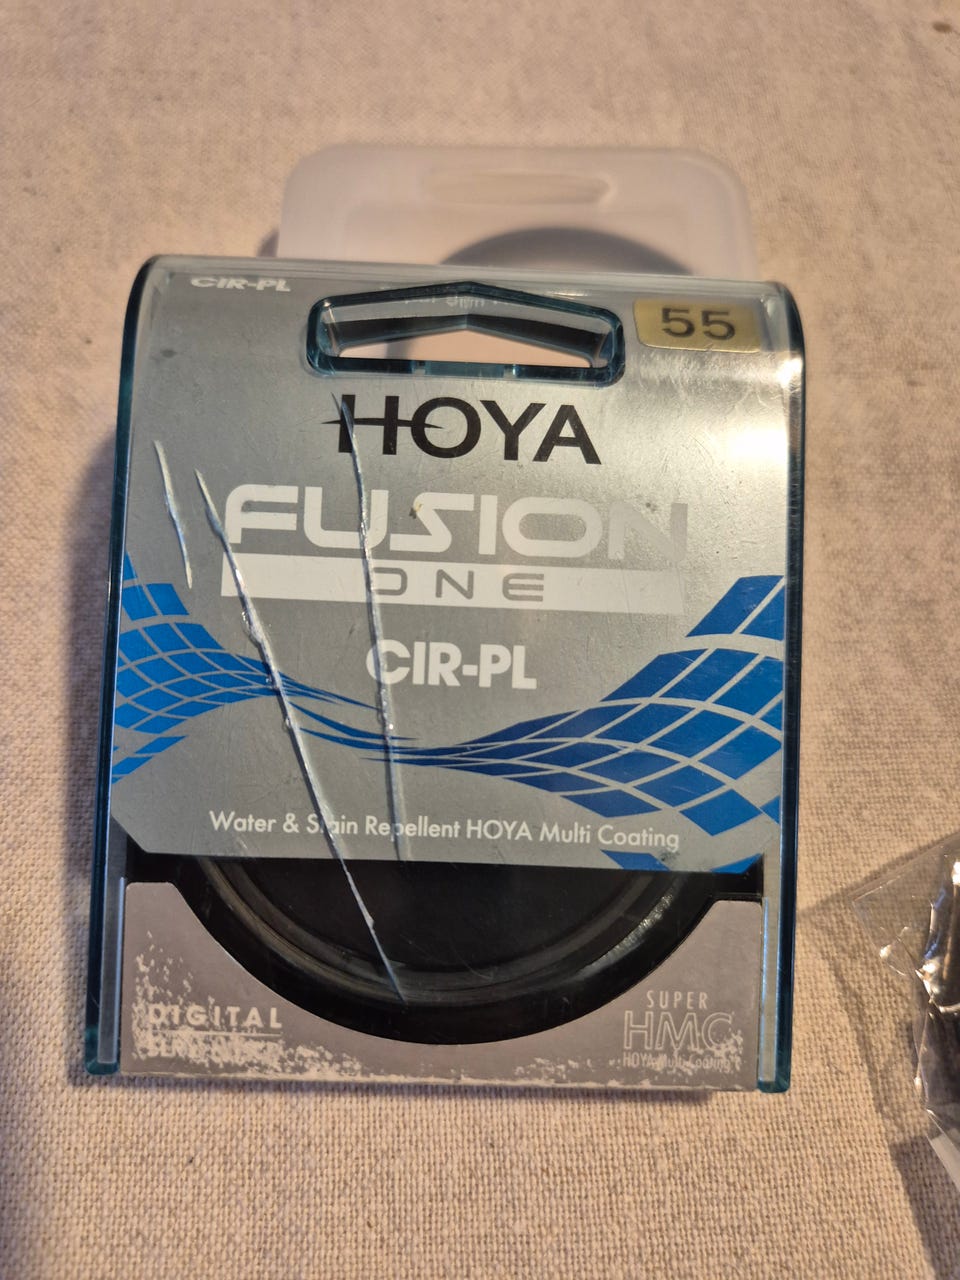 CIR-PL
55
HOYA
FUSION
ONE
CIR-PL
Water & Stain Repellent HOYA Multi Coating
DIGITAL
SUPER
HMC
HOYA Multi-Coating